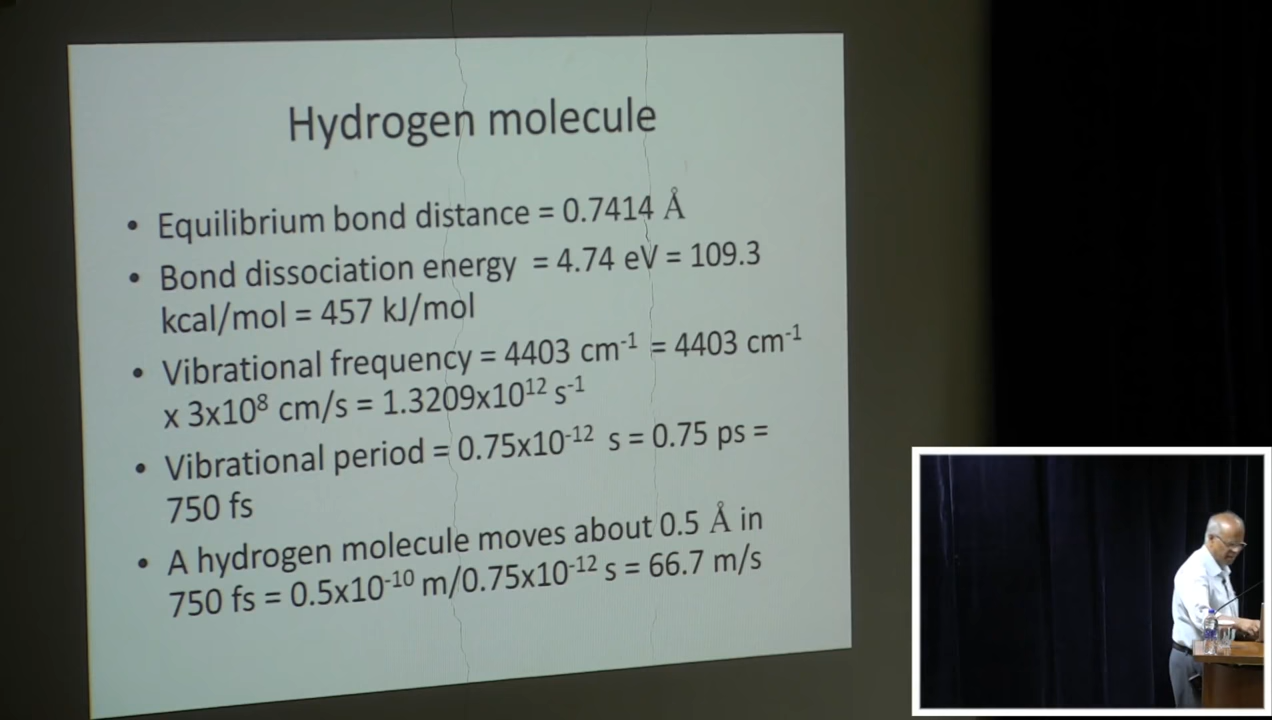 Hydrogen molecule
• Equilibrium bond distance = 0.7414 Å
• Bond dissociation energy = 4.74 eV = 109.3
kcal/mol = 457 kJ/mol
• Vibrational frequency = 4403 cm⁻¹ = 4403 cm⁻¹
x 3x10⁸ cm/s = 1.3209x10¹² s⁻¹
• Vibrational period = 0.75x10⁻¹² s = 0.75 ps =
750 fs
• A hydrogen molecule moves about 0.5 Å in
750 fs = 0.5x10⁻¹⁰ m/0.75x10⁻¹² s = 66.7 m/s